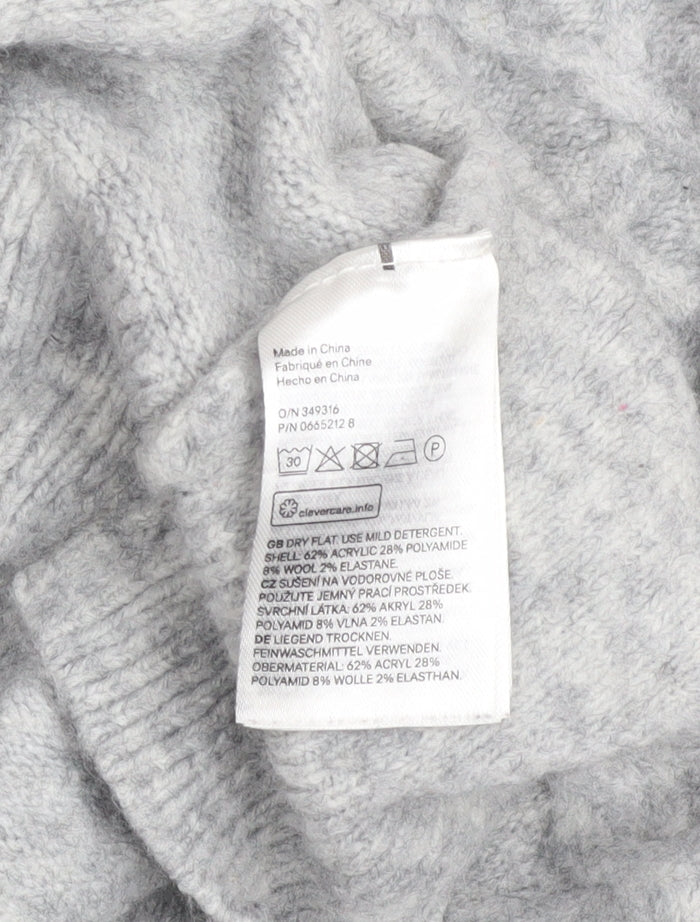 Made in China
Fabriqué en Chine
Hecho en China
O/N 349316
P/N 0665212 8
30 P
clevercare.info
GB DRY FLAT. USE MILD DETERGENT.
SHELL: 62% ACRYLIC 28% POLYAMIDE
8% WOOL 2% ELASTANE.
CZ SUŠENÍ NA VODOROVNÉ PLOŠE.
POUŽIJTE JEMNÝ PRACÍ PROSTŘEDEK.
SVRCHNÍ LÁTKA: 62% AKRYL 28%
POLYAMID 8% VLNA 2% ELASTAN.
DE LIEGEND TROCKNEN.
FEINWASCHMITTEL VERWENDEN.
OBERMATERIAL: 62% ACRYL 28%
POLYAMID 8% WOLLE 2% ELASTHAN.